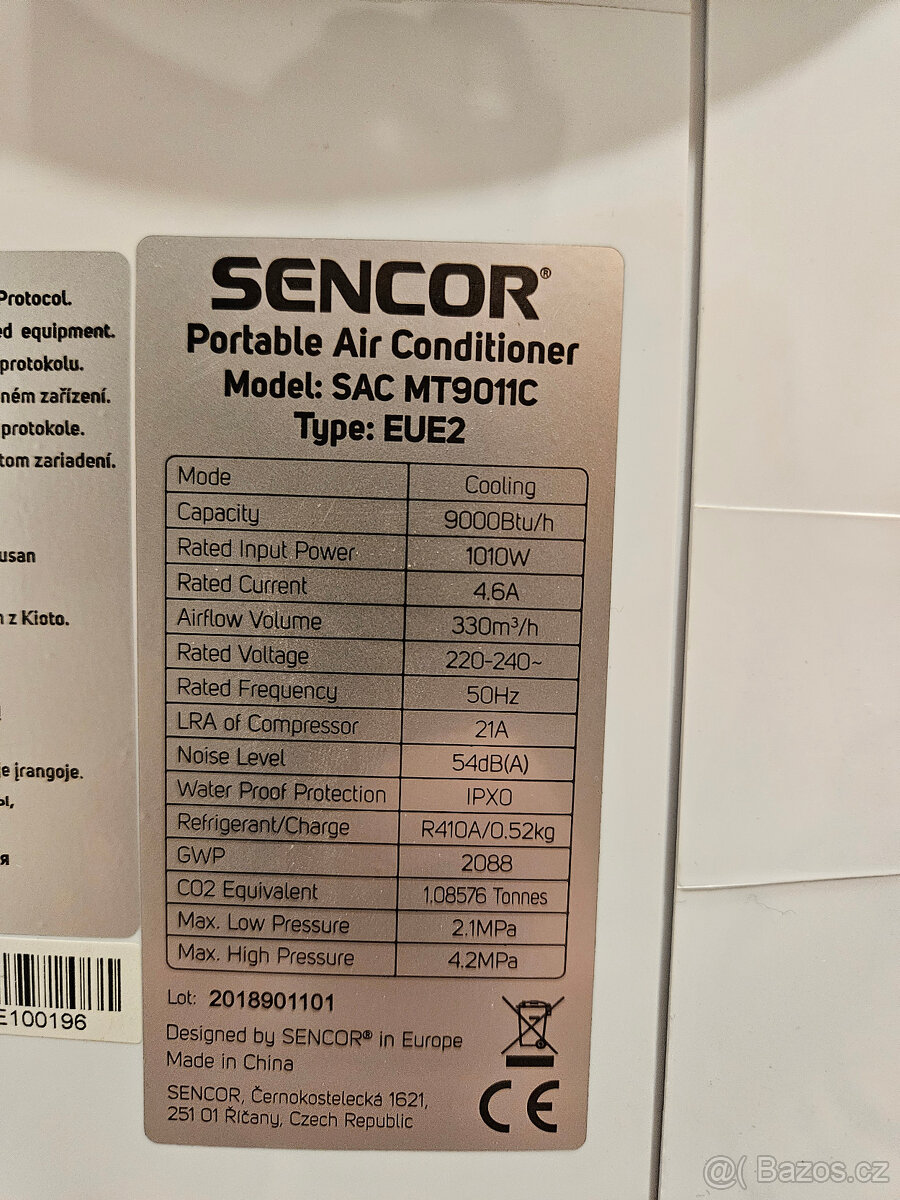 Protocol.
ed equipment.
protokolu.
ném zařízení.
protokole.
tom zariadení.
usan
z Kioto.
je įrangoje.
я
E100196
SENCOR®
Portable Air Conditioner
Model: SAC MT9011C
Type: EUE2
Mode Cooling
Capacity 9000Btu/h
Rated Input Power 1010W
Rated Current 4.6A
Airflow Volume 330m³/h
Rated Voltage 220-240~
Rated Frequency 50Hz
LRA of Compressor 21A
Noise Level 54dB(A)
Water Proof Protection IPX0
Refrigerant/Charge R410A/0.52kg
GWP 2088
CO2 Equivalent 1.08576 Tonnes
Max. Low Pressure 2.1MPa
Max. High Pressure 4.2MPa
Lot: 2018901101
Designed by SENCOR® in Europe
Made in China
SENCOR, Černokostelecká 1621,
251 01 Říčany, Czech Republic
CE
@( Bazos.cz